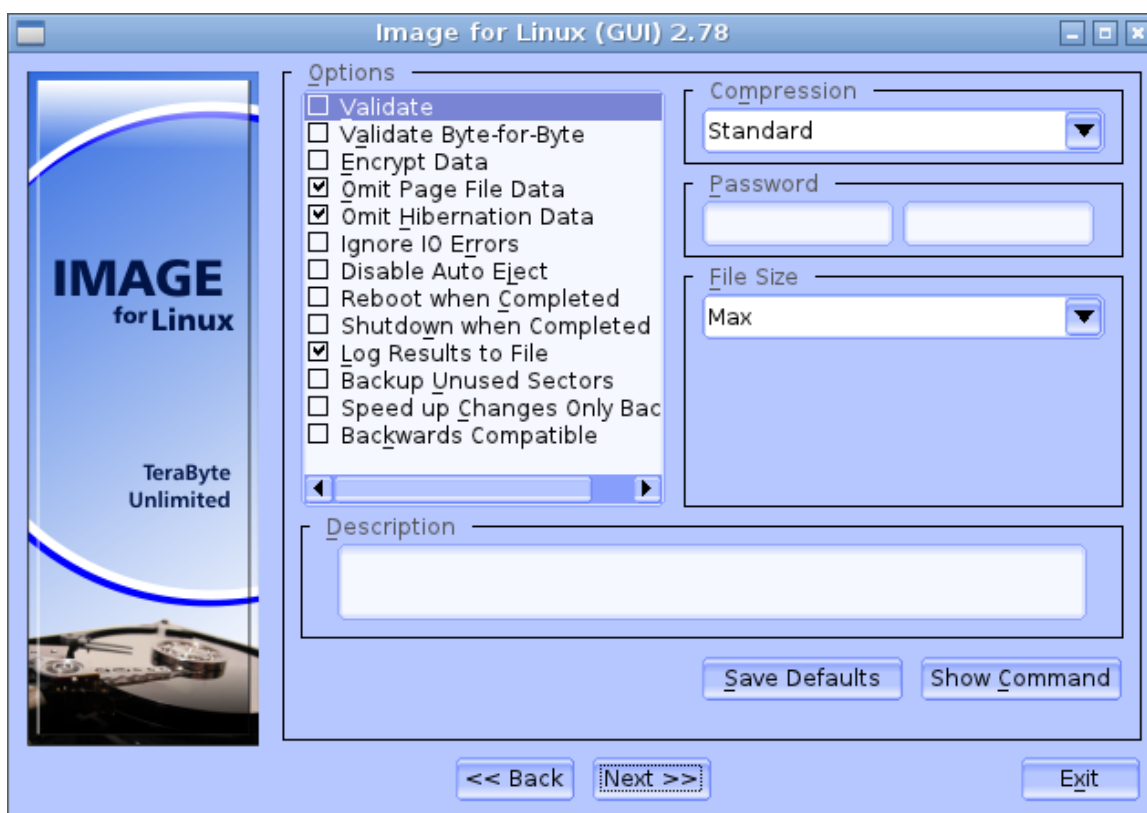 Image for Linux (GUI) 2.78
IMAGE
for Linux
TeraByte
Unlimited
Options
Validate
Validate Byte-for-Byte
Encrypt Data
Omit Page File Data
Omit Hibernation Data
Ignore IO Errors
Disable Auto Eject
Reboot when Completed
Shutdown when Completed
Log Results to File
Backup Unused Sectors
Speed up Changes Only Bac
Backwards Compatible
Compression
Standard
Password
File Size
Max
Description
Save Defaults
Show Command
<< Back
Next >>
Exit